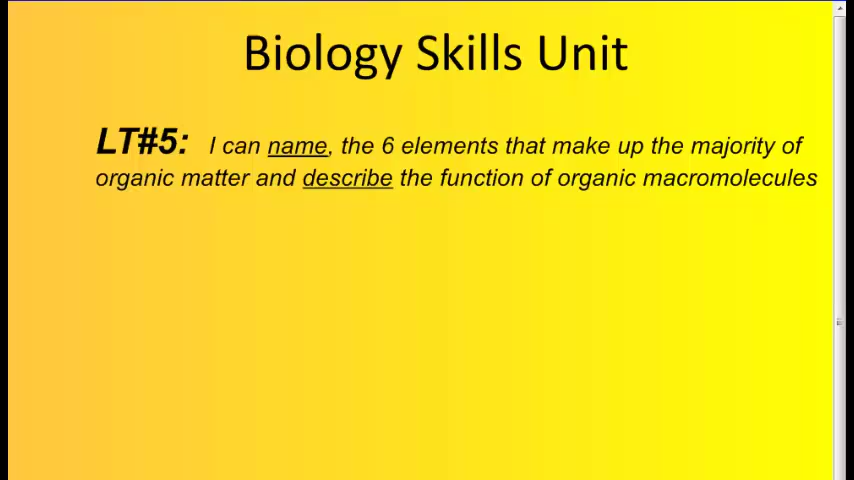 Biology Skills Unit
LT#5: I can name, the 6 elements that make up the majority of
organic matter and describe the function of organic macromolecules